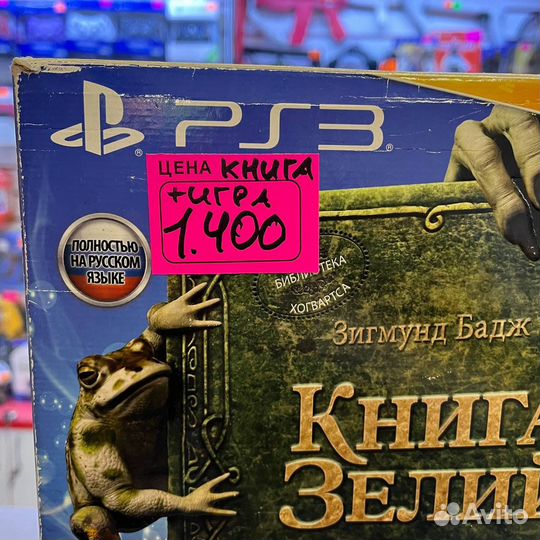 PS3
ЦЕНА КНИГА
+ИГРА
1.400
ПОЛНОСТЬЮ
НА РУССКОМ
ЯЗЫКЕ
БИБЛИОТЕКА
ХОГВАРТСА
Зигмунд Бадж
КНИГА
ЗЕЛИЙ
Avito